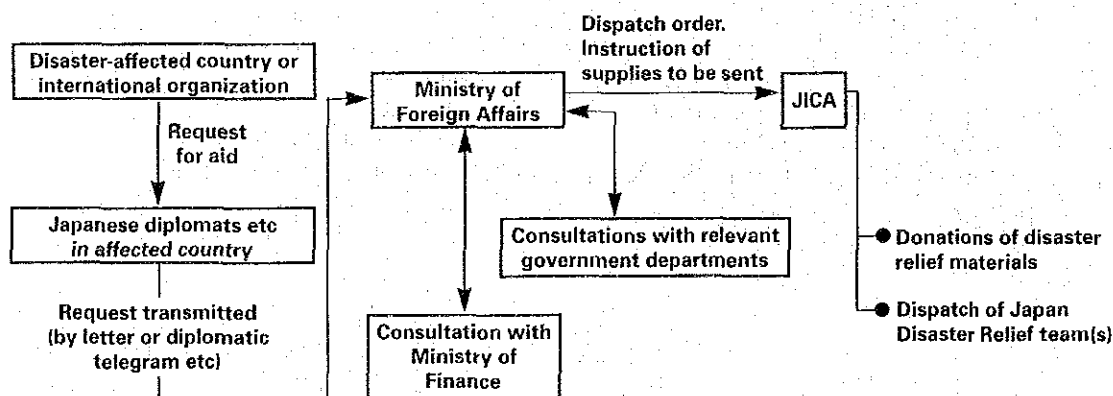 Disaster-affected country or
international organization
Request
for aid
Japanese diplomats etc
in affected country
Request transmitted
(by letter or diplomatic
telegram etc)
Ministry of
Foreign Affairs
Dispatch order.
Instruction of
supplies to be sent
JICA
Consultations with relevant
government departments
Consultation with
Ministry of
Finance
Donations of disaster
relief materials
Dispatch of Japan
Disaster Relief team(s)